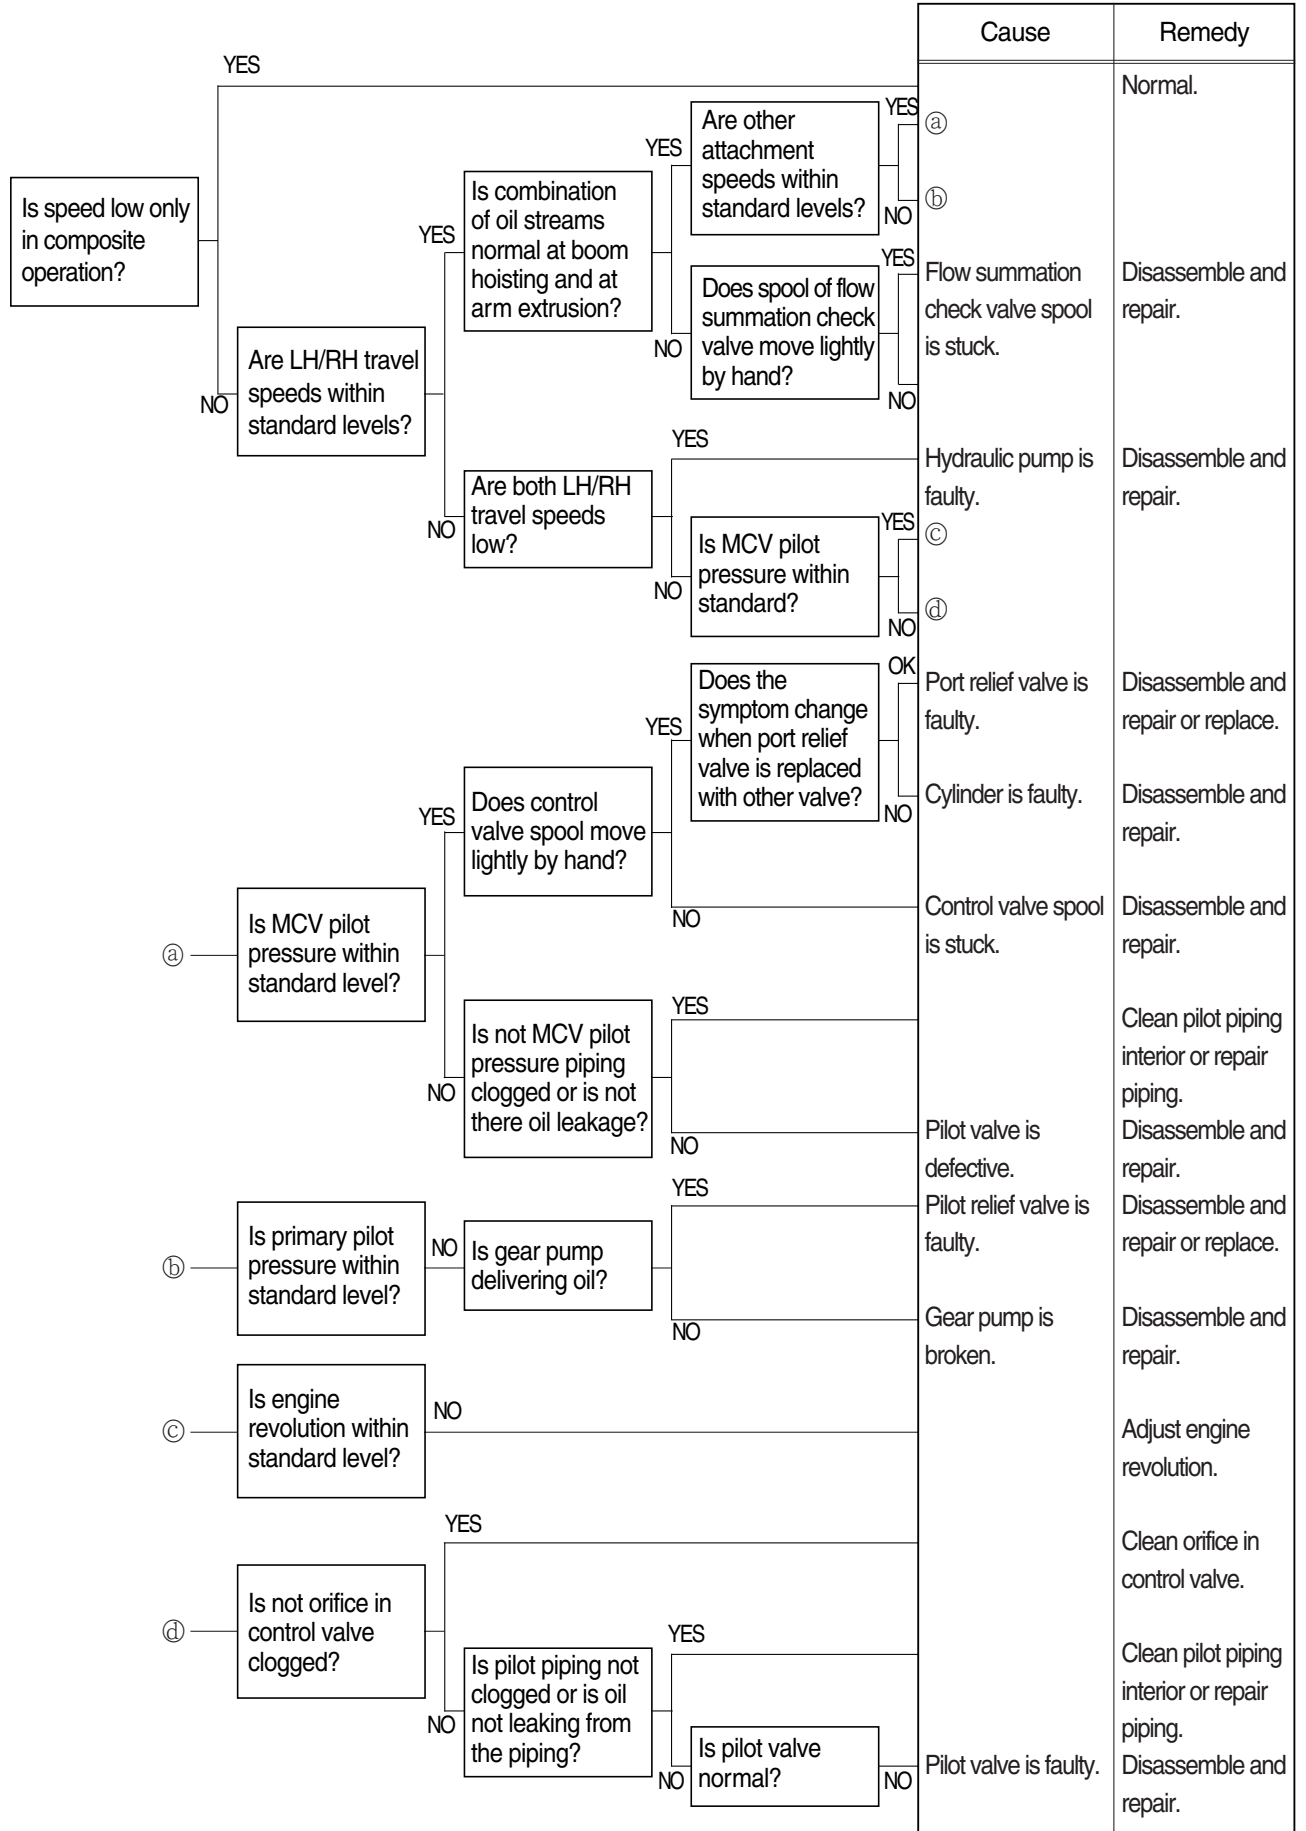 Cause
Remedy
YES
Normal.
Is speed low only
in composite
operation?
NO
Are LH/RH travel
speeds within
standard levels?
YES
Is combination
of oil streams
normal at boom
hoisting and at
arm extrusion?
YES
Are other
attachment
speeds within
standard levels?
YES
ⓐ
NO
ⓑ
NO
Does spool of flow
summation check
valve move lightly
by hand?
YES
Flow summation
check valve spool
is stuck.
Disassemble and
repair.
NO
NO
Are both LH/RH
travel speeds
low?
YES
Hydraulic pump is
faulty.
Disassemble and
repair.
NO
Is MCV pilot
pressure within
standard?
YES
ⓒ
NO
ⓓ
ⓐ
Is MCV pilot
pressure within
standard level?
YES
Does control
valve spool move
lightly by hand?
YES
Does the
symptom change
when port relief
valve is replaced
with other valve?
OK
Port relief valve is
faulty.
Disassemble and
repair or replace.
NO
Cylinder is faulty.
Disassemble and
repair.
NO
Control valve spool
is stuck.
Disassemble and
repair.
NO
Is not MCV pilot
pressure piping
clogged or is not
there oil leakage?
YES
Clean pilot piping
interior or repair
piping.
NO
Pilot valve is
defective.
Disassemble and
repair.
ⓑ
Is primary pilot
pressure within
standard level?
NO
Is gear pump
delivering oil?
YES
Pilot relief valve is
faulty.
Disassemble and
repair or replace.
NO
Gear pump is
broken.
Disassemble and
repair.
ⓒ
Is engine
revolution within
standard level?
NO
Adjust engine
revolution.
ⓓ
Is not orifice in
control valve
clogged?
YES
Clean orifice in
control valve.
NO
Is pilot piping not
clogged or is oil
not leaking from
the piping?
YES
Clean pilot piping
interior or repair
piping.
NO
Is pilot valve
normal?
NO
Pilot valve is faulty.
Disassemble and
repair.